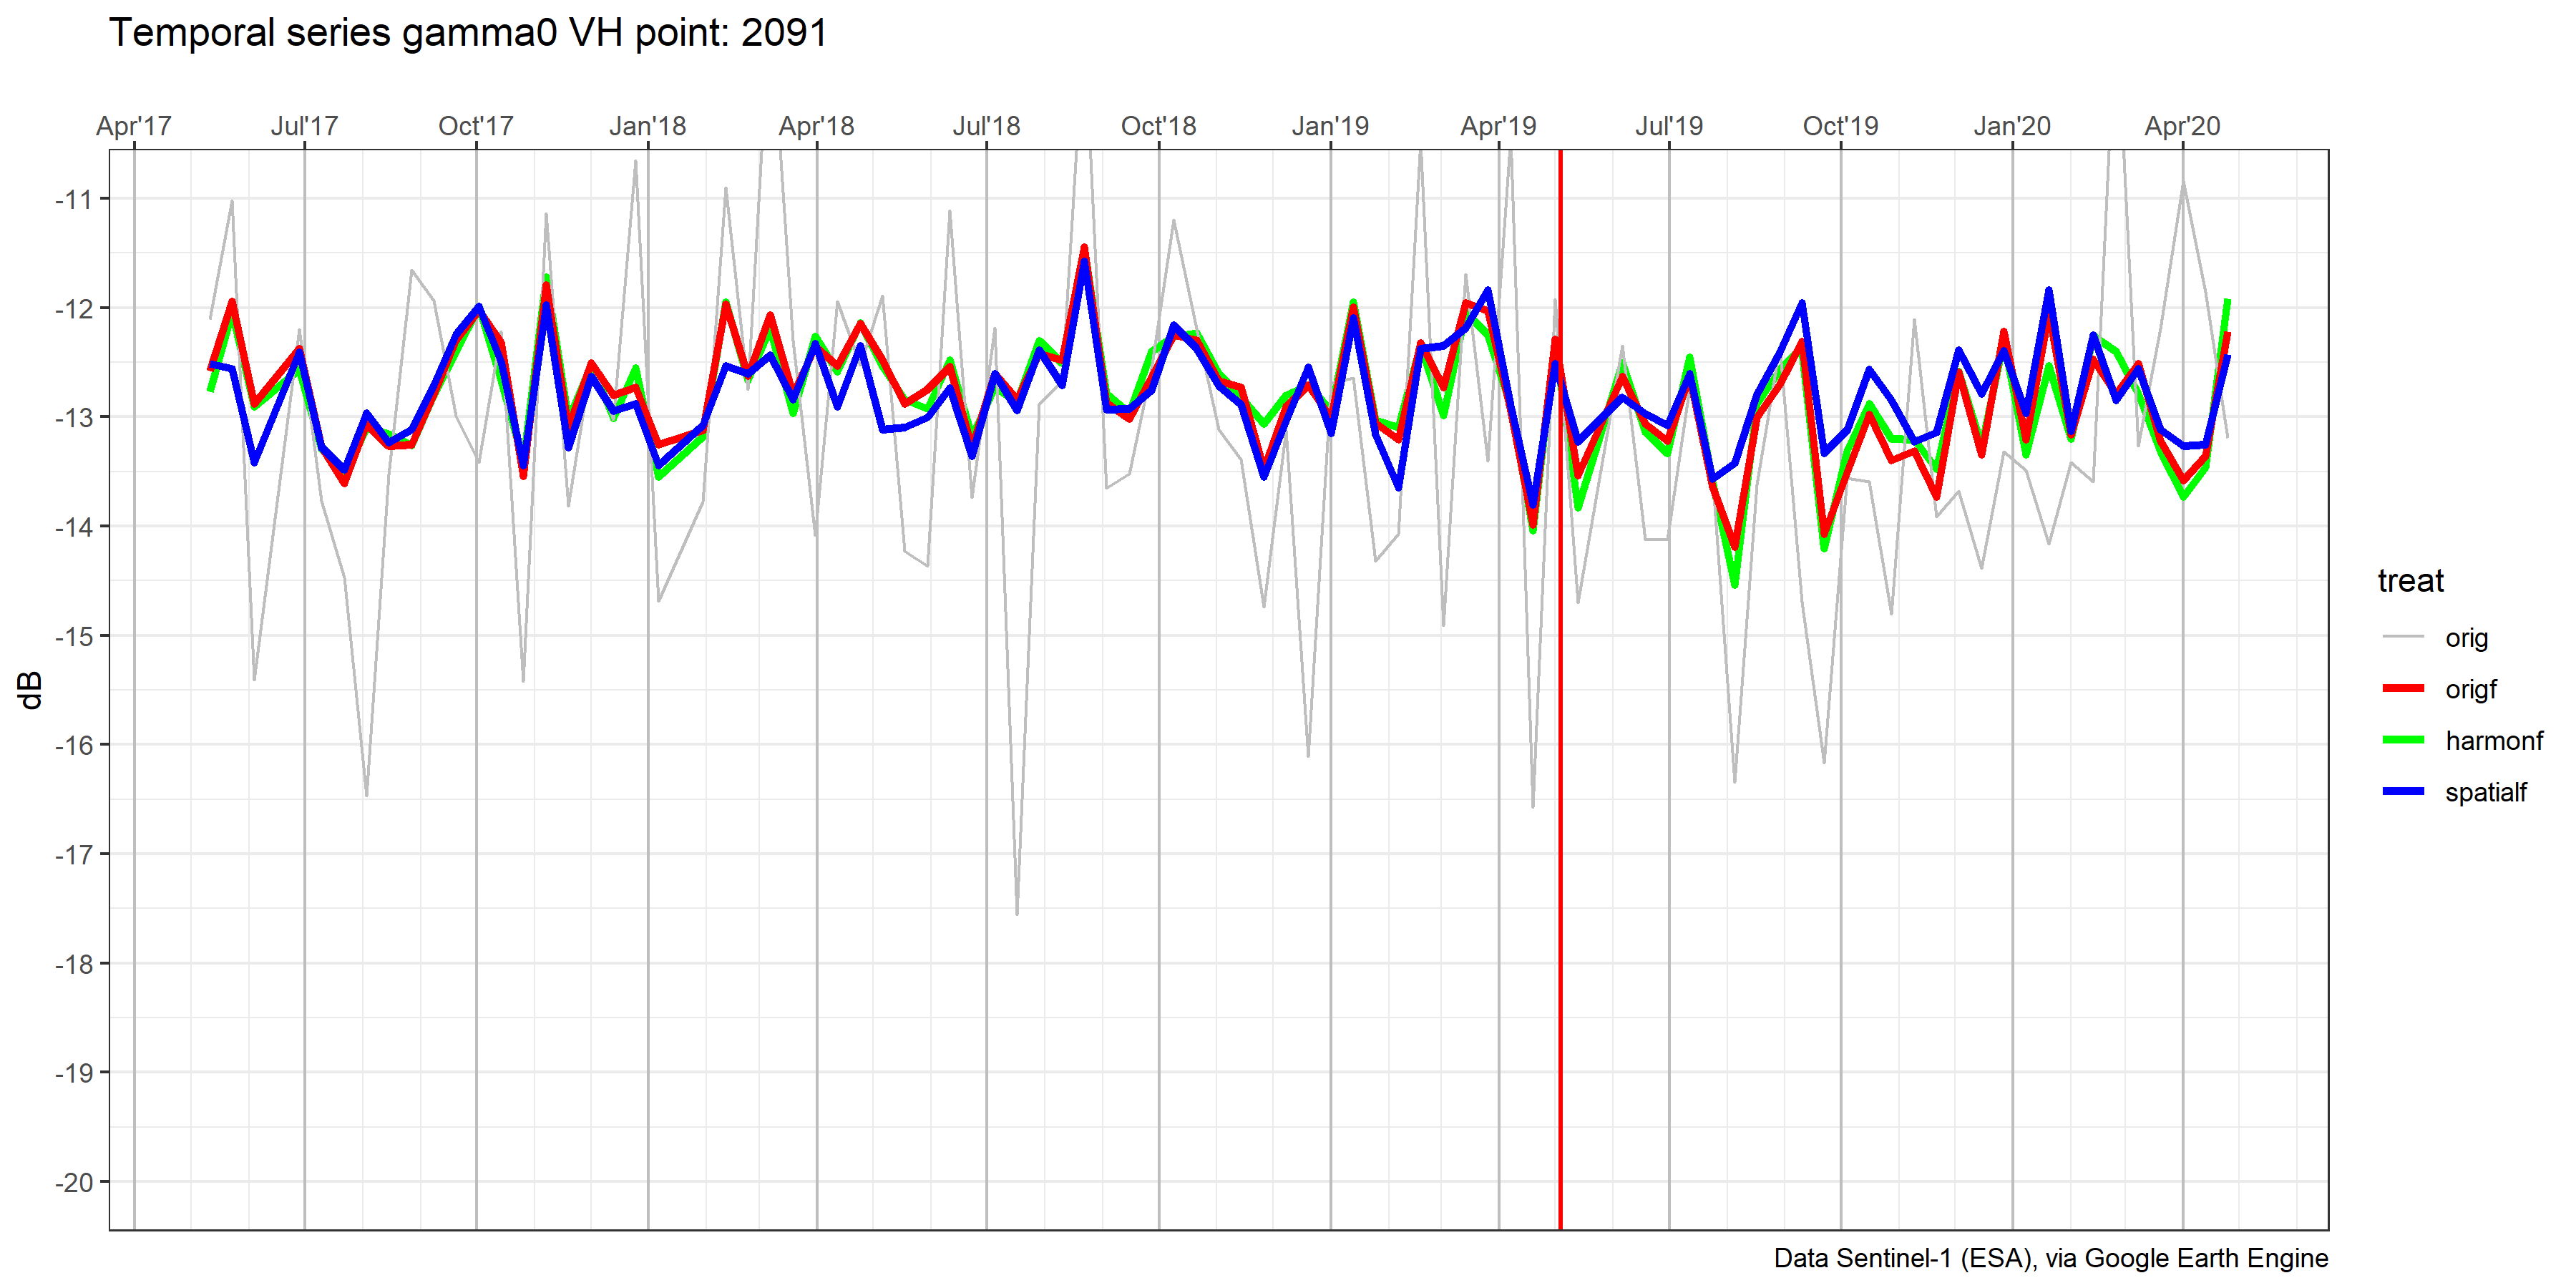 Temporal series gamma0 VH point: 2091
Apr'17 Jul'17 Oct'17 Jan'18 Apr'18 Jul'18 Oct'18 Jan'19 Apr'19 Jul'19 Oct'19 Jan'20 Apr'20
-11
-12
-13
-14
-15
-16
-17
-18
-19
-20
dB
treat
orig
origf
harmonf
spatialf
Data Sentinel-1 (ESA), via Google Earth Engine